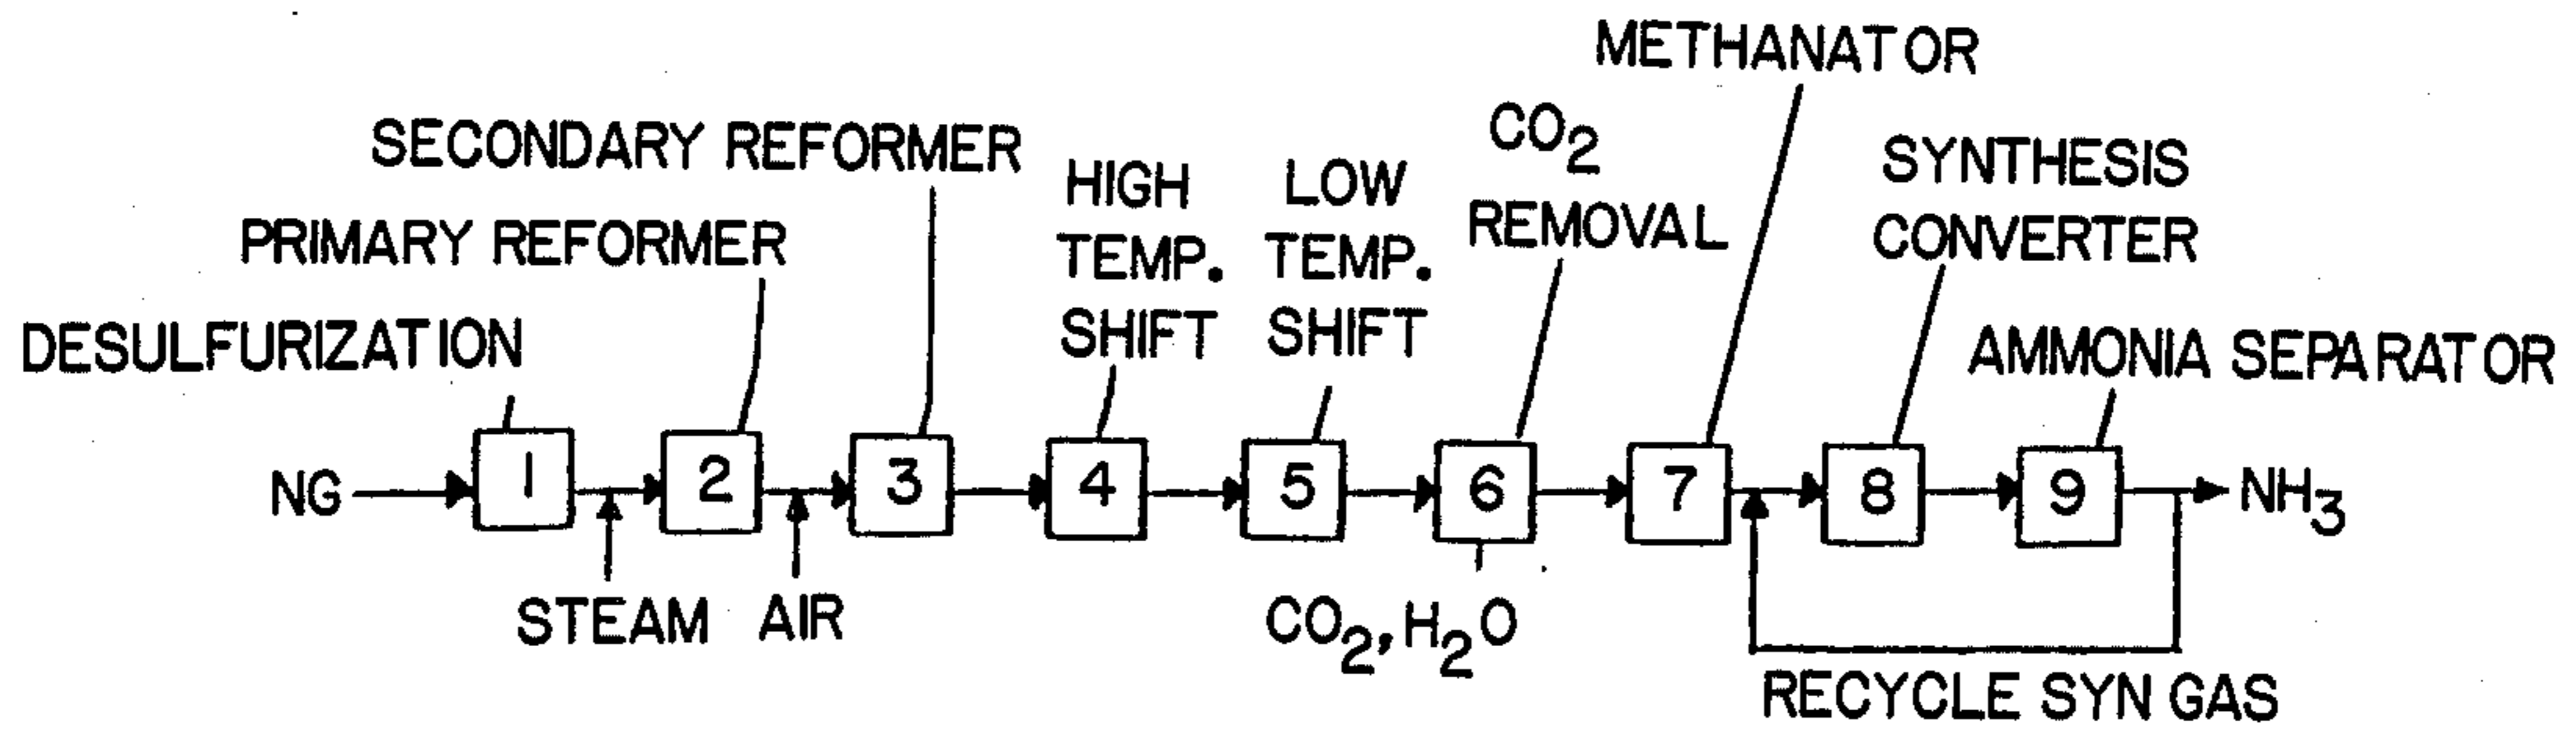 METHANATOR
SECONDARY REFORMER
CO2
REMOVAL
SYNTHESIS
CONVERTER
HIGH
TEMP.
SHIFT
LOW
TEMP.
SHIFT
PRIMARY REFORMER
DESULFURIZATION
AMMONIA SEPARATOR
NG
1
2
3
4
5
6
7
8
9
NH3
STEAM
AIR
CO2, H2O
RECYCLE SYN GAS